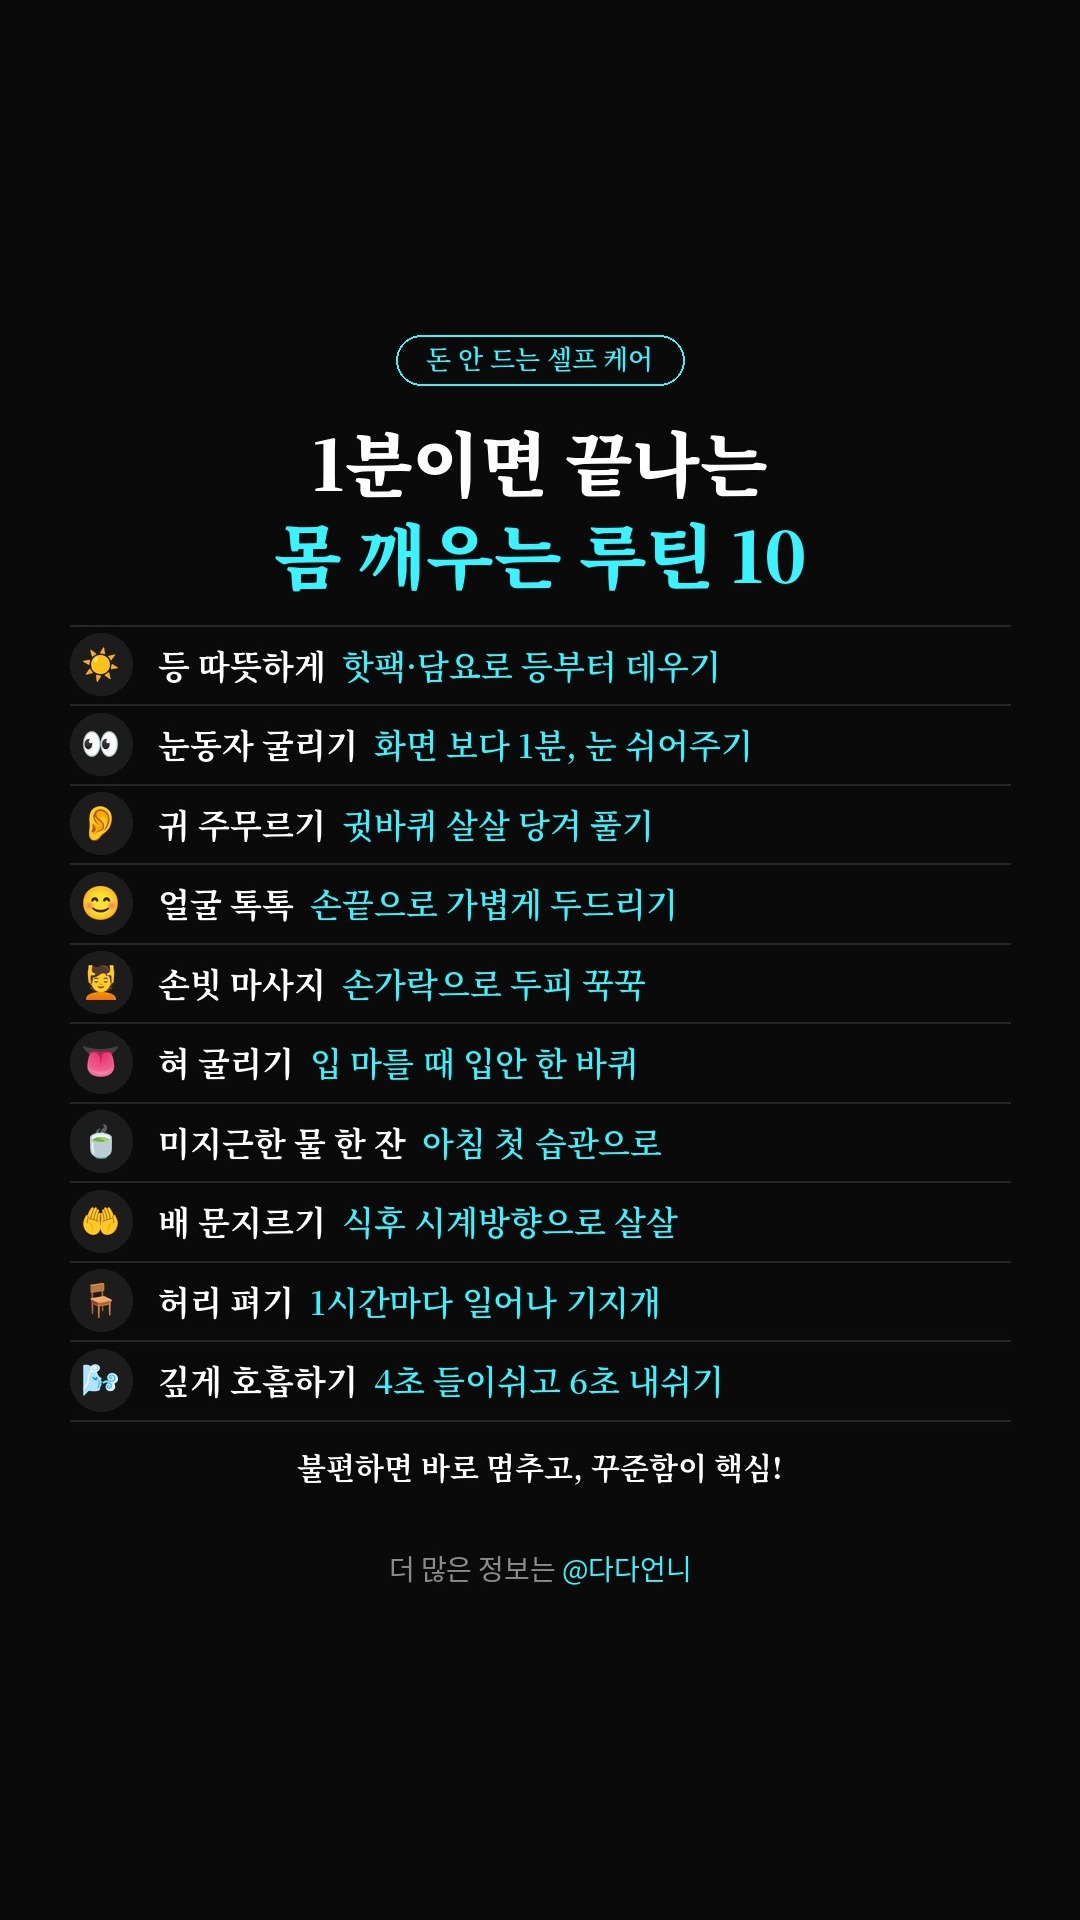 돈 안 드는 셀프 케어
1분이면 끝나는
몸 깨우는 루틴 10
등 따뜻하게 핫팩·담요로 등부터 데우기
눈동자 굴리기 화면 보다 1분, 눈 쉬어주기
귀 주무르기 귓바퀴 살살 당겨 풀기
얼굴 톡톡 손끝으로 가볍게 두드리기
손빗 마사지 손가락으로 두피 꾹꾹
혀 굴리기 입 마를 때 입안 한 바퀴
미지근한 물 한 잔 아침 첫 습관으로
배 문지르기 식후 시계방향으로 살살
허리 펴기 1시간마다 일어나 기지개
깊게 호흡하기 4초 들이쉬고 6초 내쉬기
불편하면 바로 멈추고, 꾸준함이 핵심!
더 많은 정보는 @다다언니